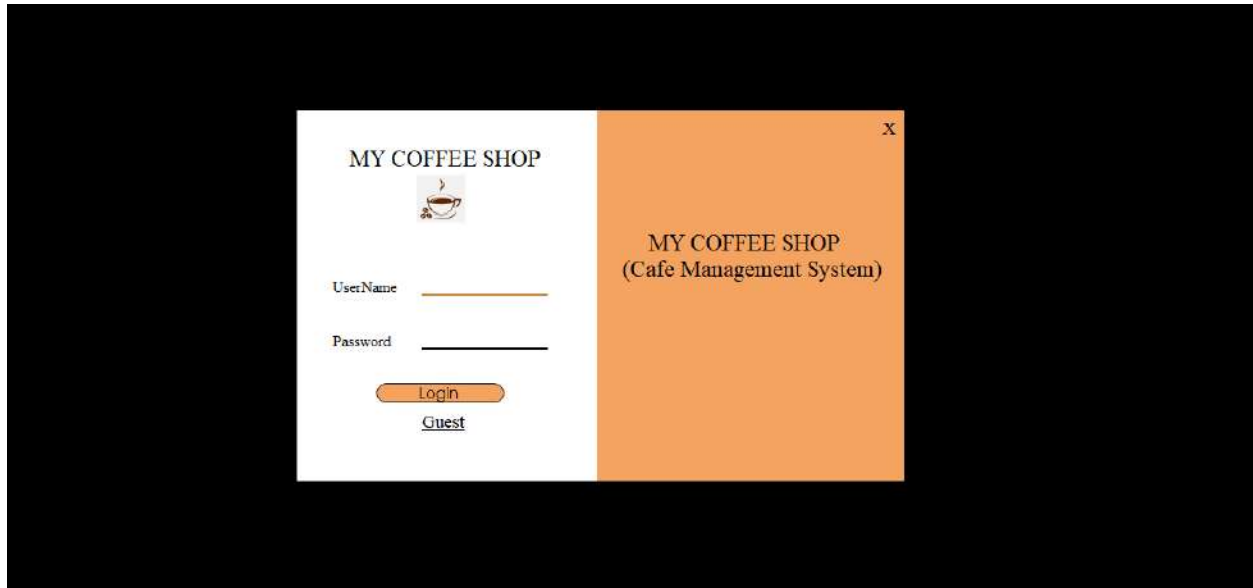 MY COFFEE SHOP
UserName
Password
Login
Guest
X
MY COFFEE SHOP
(Cafe Management System)